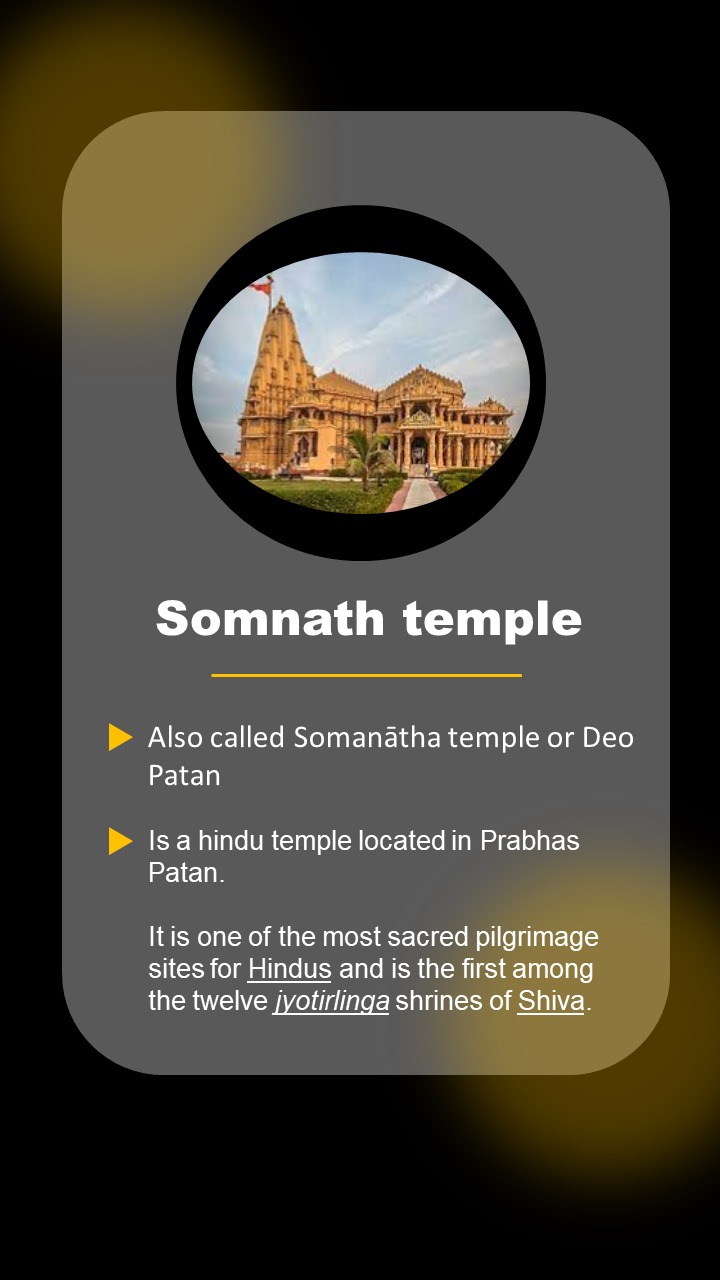 Somnath temple
Also called Somanātha temple or Deo
Patan
Is a hindu temple located in Prabhas
Patan.
It is one of the most sacred pilgrimage
sites for Hindus and is the first among
the twelve jyotirlinga shrines of Shiva.